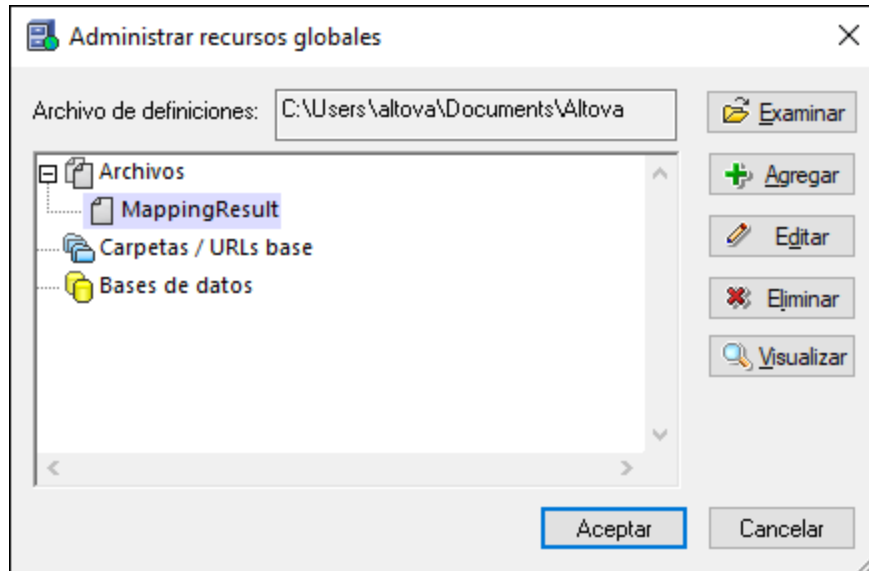 Administrar recursos globales
Archivo de definiciones: C:\Users\altova\Documents\Altova
Examinar
Archivos
MappingResult
Carpetas / URLs base
Bases de datos
Agregar
Editar
Eliminar
Visualizar
Aceptar
Cancelar